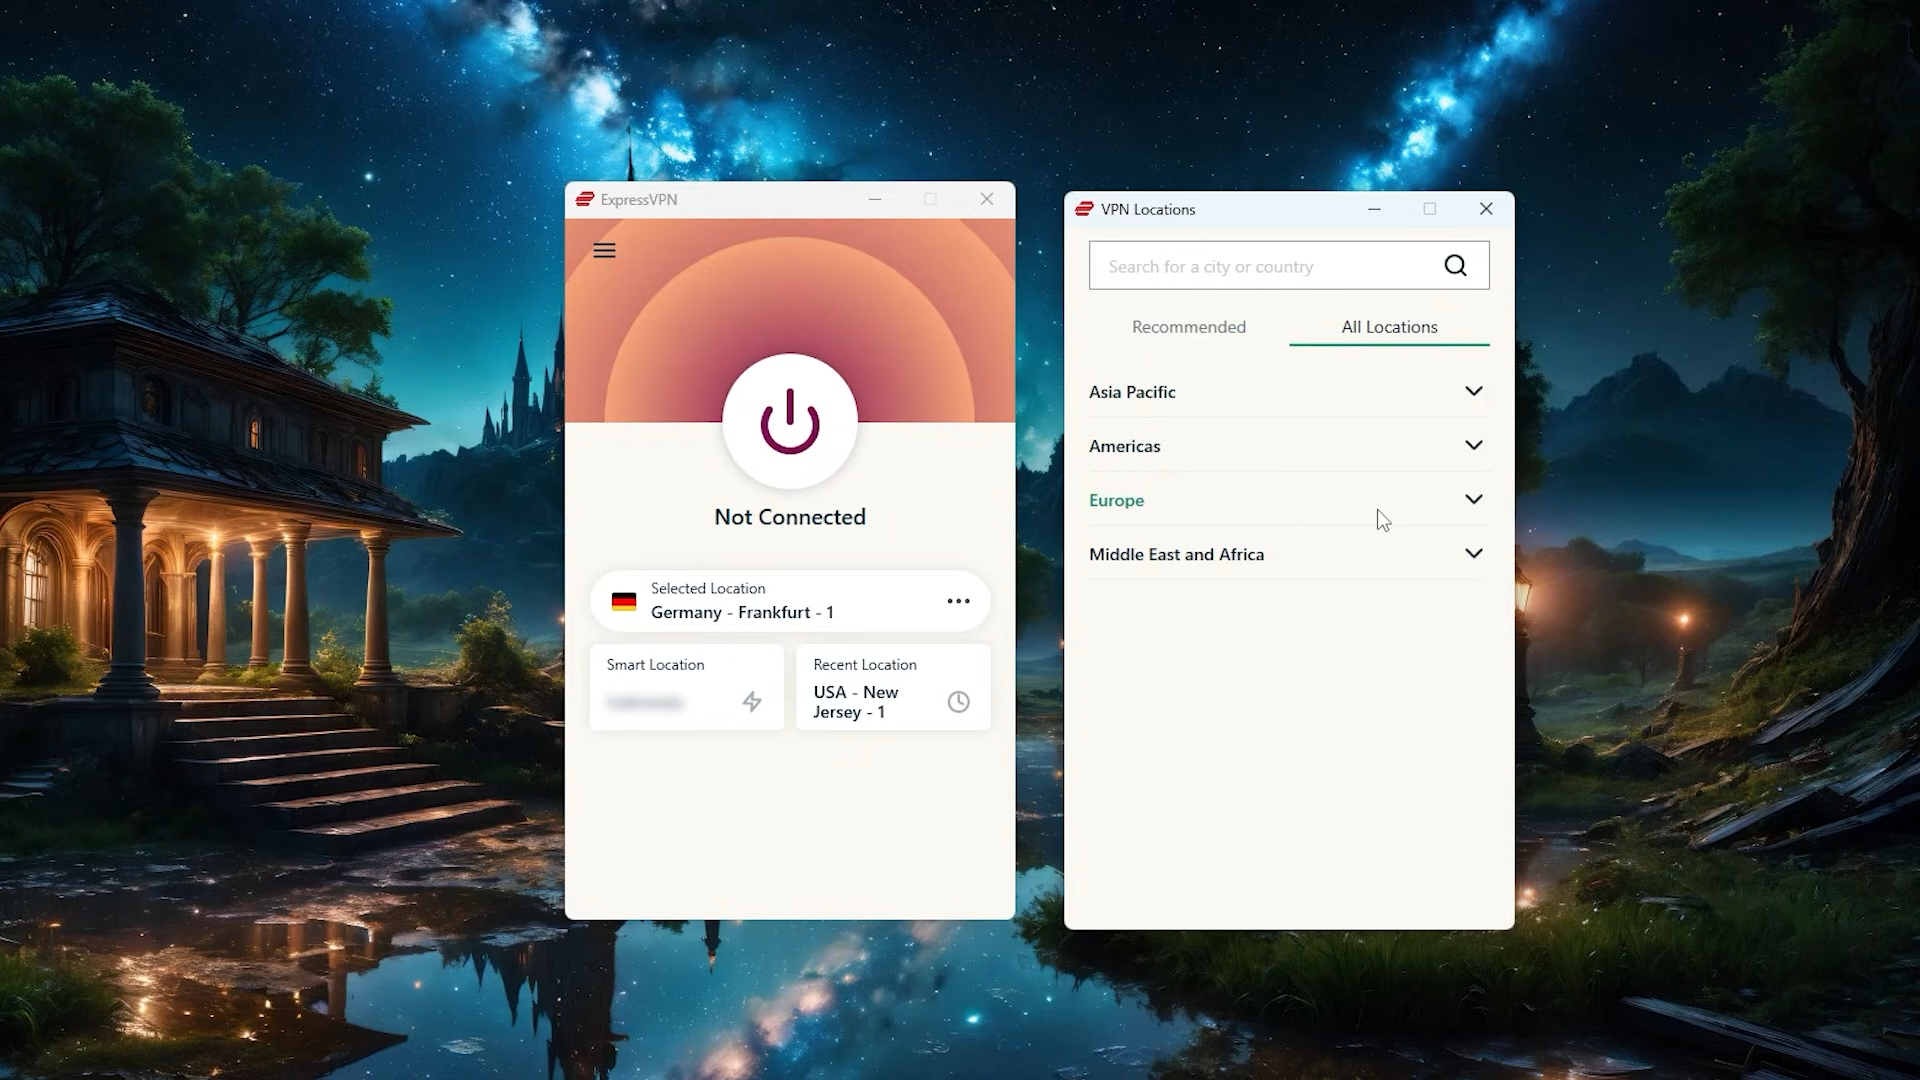 ExpressVPN
Not Connected
Selected Location
Germany - Frankfurt - 1
Smart Location
Recent Location
USA - New
Jersey - 1
VPN Locations
Search for a city or country
Recommended
All Locations
Asia Pacific
Americas
Europe
Middle East and Africa